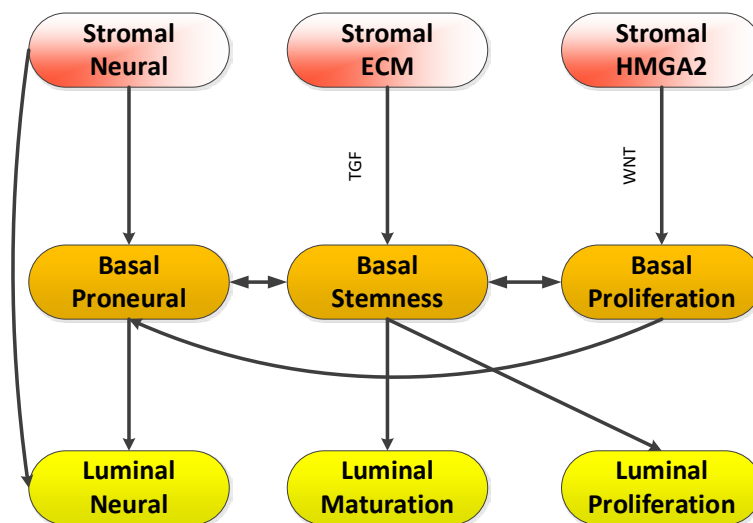 Stromal
Neural
Stromal
ECM
Stromal
HMGA2
TGF
WNT
Basal
Proneural
Basal
Stemness
Basal
Proliferation
Luminal
Neural
Luminal
Maturation
Luminal
Proliferation